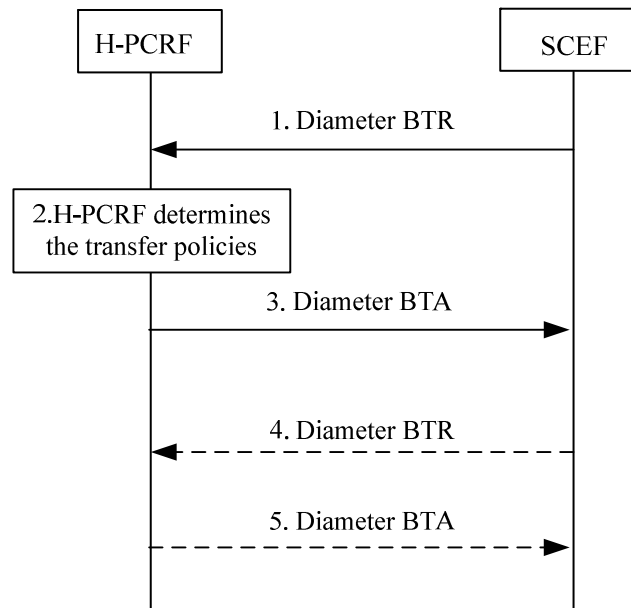 H-PCRF
SCEF
1. Diameter BTR
2.H-PCRF determines
the transfer policies
3. Diameter BTA
4. Diameter BTR
5. Diameter BTA